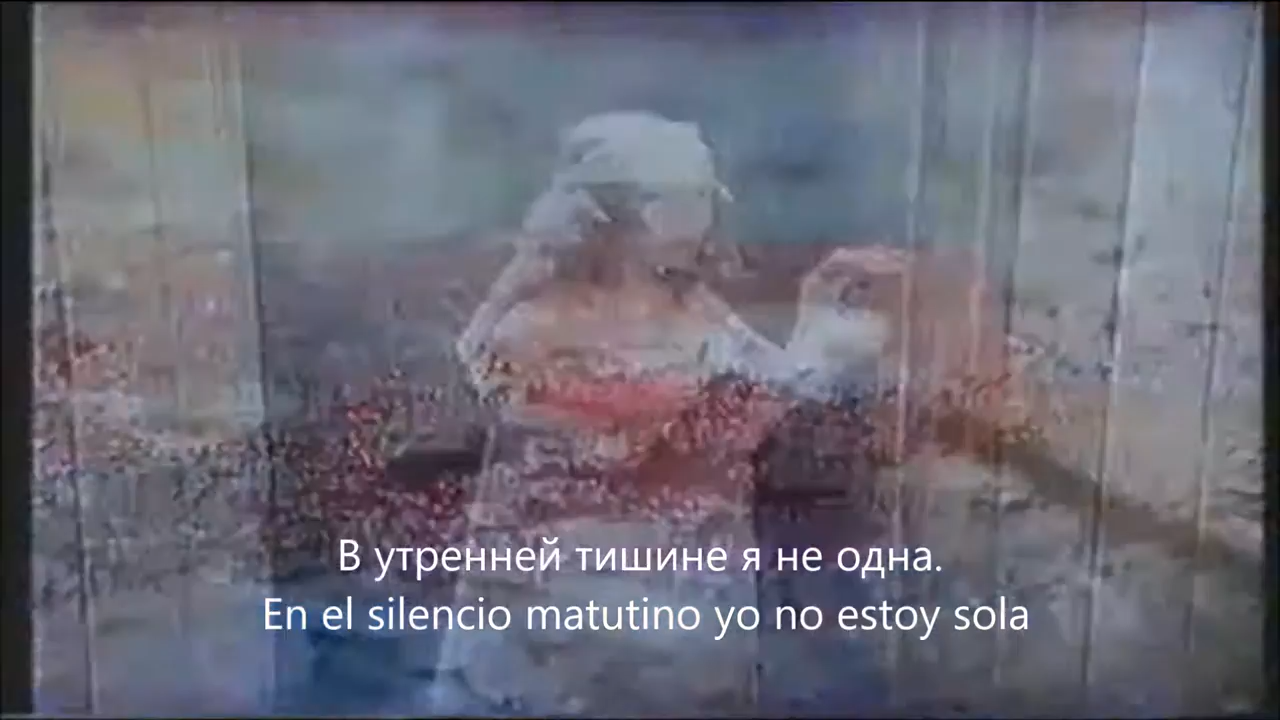 В утренней тишине я не одна.
En el silencio matutino yo no estoy sola